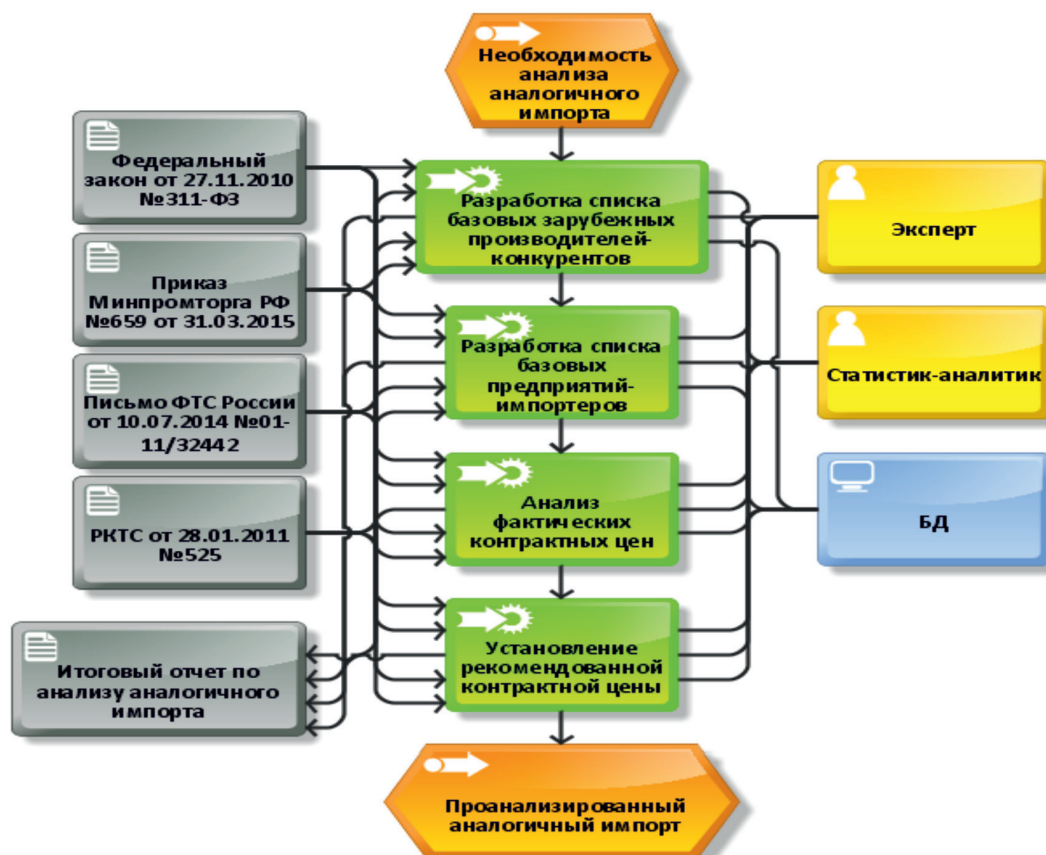 Необходимость
анализа
аналогичного
импорта
Федеральный
закон от 27.11.2010
№311-ФЗ
Приказ
Минпромторга РФ
№659 от 31.03.2015
Письмо ФТС России
от 10.07.2014 №01-
11/32442
РКТС от 28.01.2011
№525
Итоговый отчет по
анализу аналогичного
импорта
Разработка списка
базовых зарубежных
производителей-
конкурентов
Разработка списка
базовых
предприятий-
импортеров
Анализ
фактических
контрактных цен
Установление
рекомендованной
контрактной цены
Проанализированный
аналогичный импорт
Эксперт
Статистик-аналитик
БД